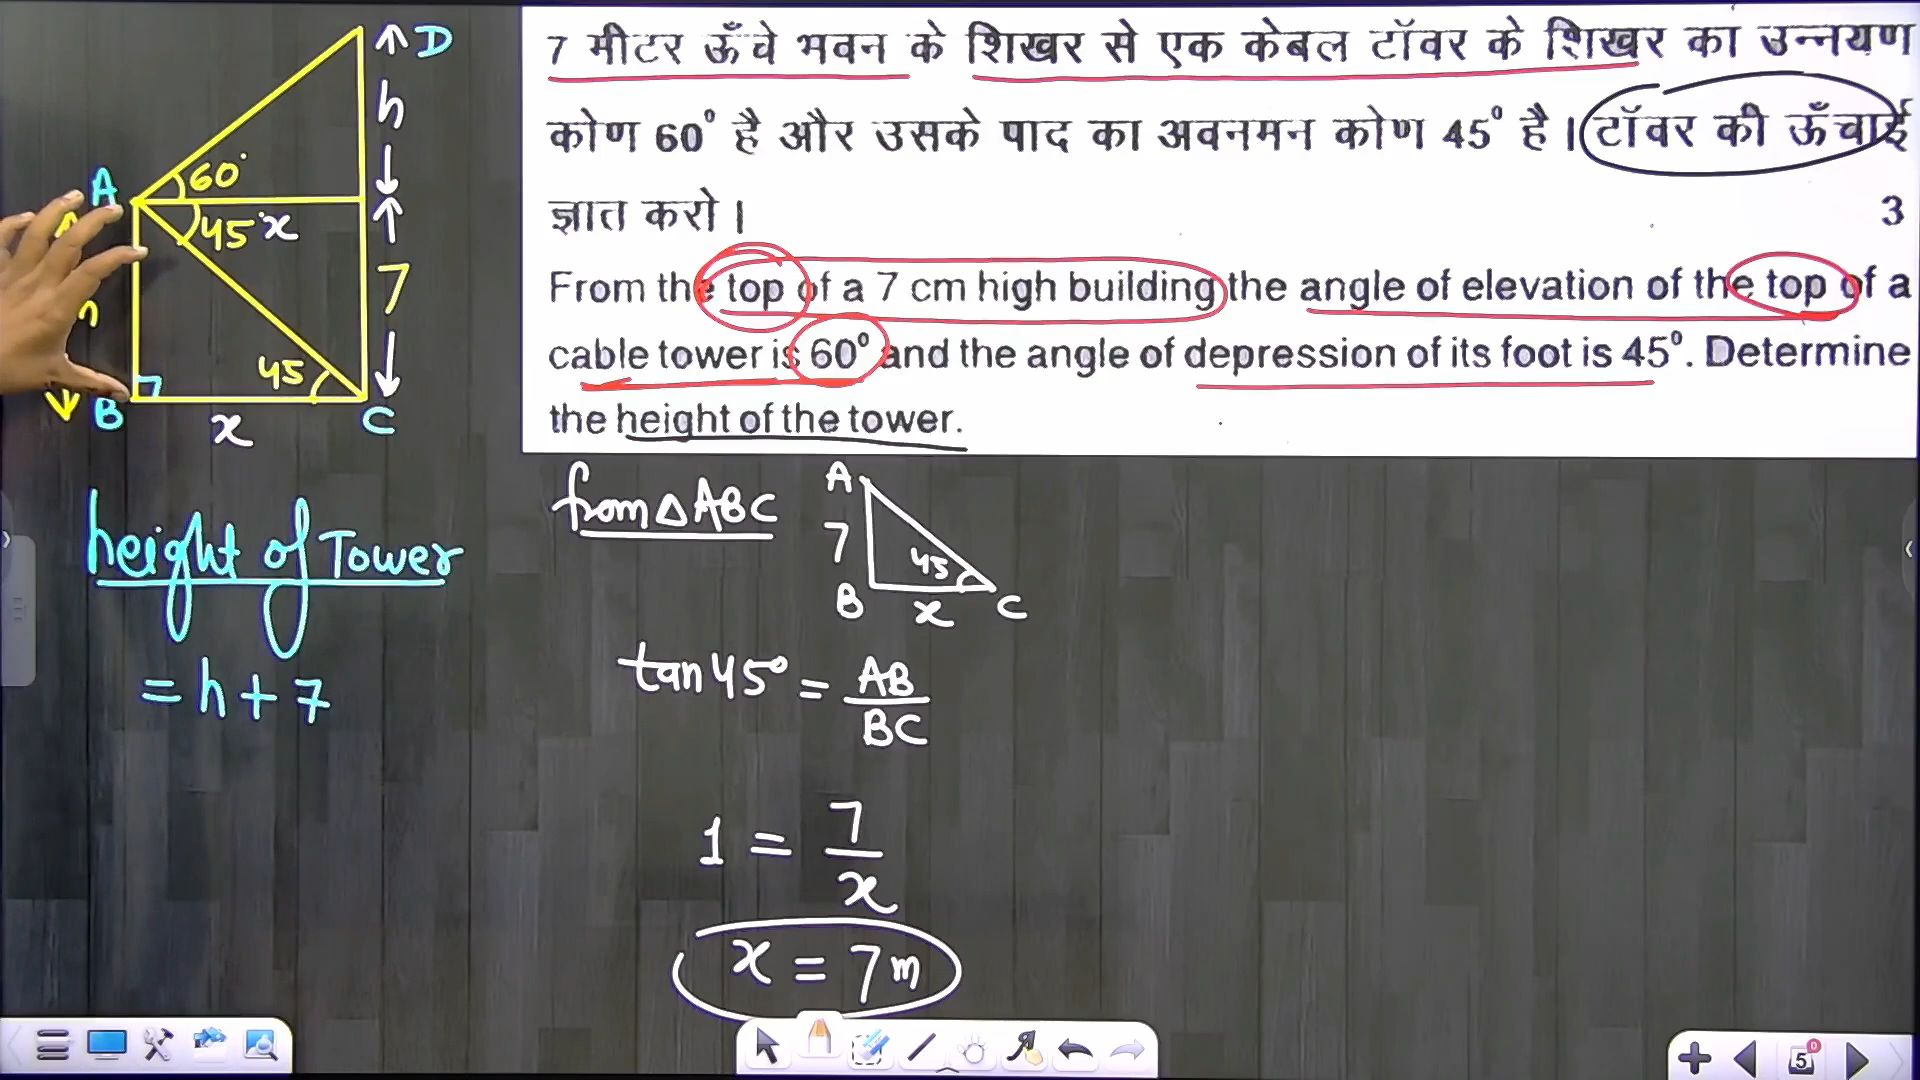 7 मीटर ऊँचे भवन के शिखर से एक केबल टॉवर के शिखर का उन्नयण
कोण 60° है और उसके पाद का अवनमन कोण 45° है। टॉवर की ऊँचाई
ज्ञात करो। 3
From the top of a 7 cm high building the angle of elevation of the top of a
cable tower is 60° and the angle of depression of its foot is 45°. Determine
the height of the tower.
D
h
A 60°
45° x
7
45
B x C
height of Tower
= h + 7
from △ ABC
A
7 45
B x C
tan 45° = AB/BC
1 = 7/x
x = 7m
5
0